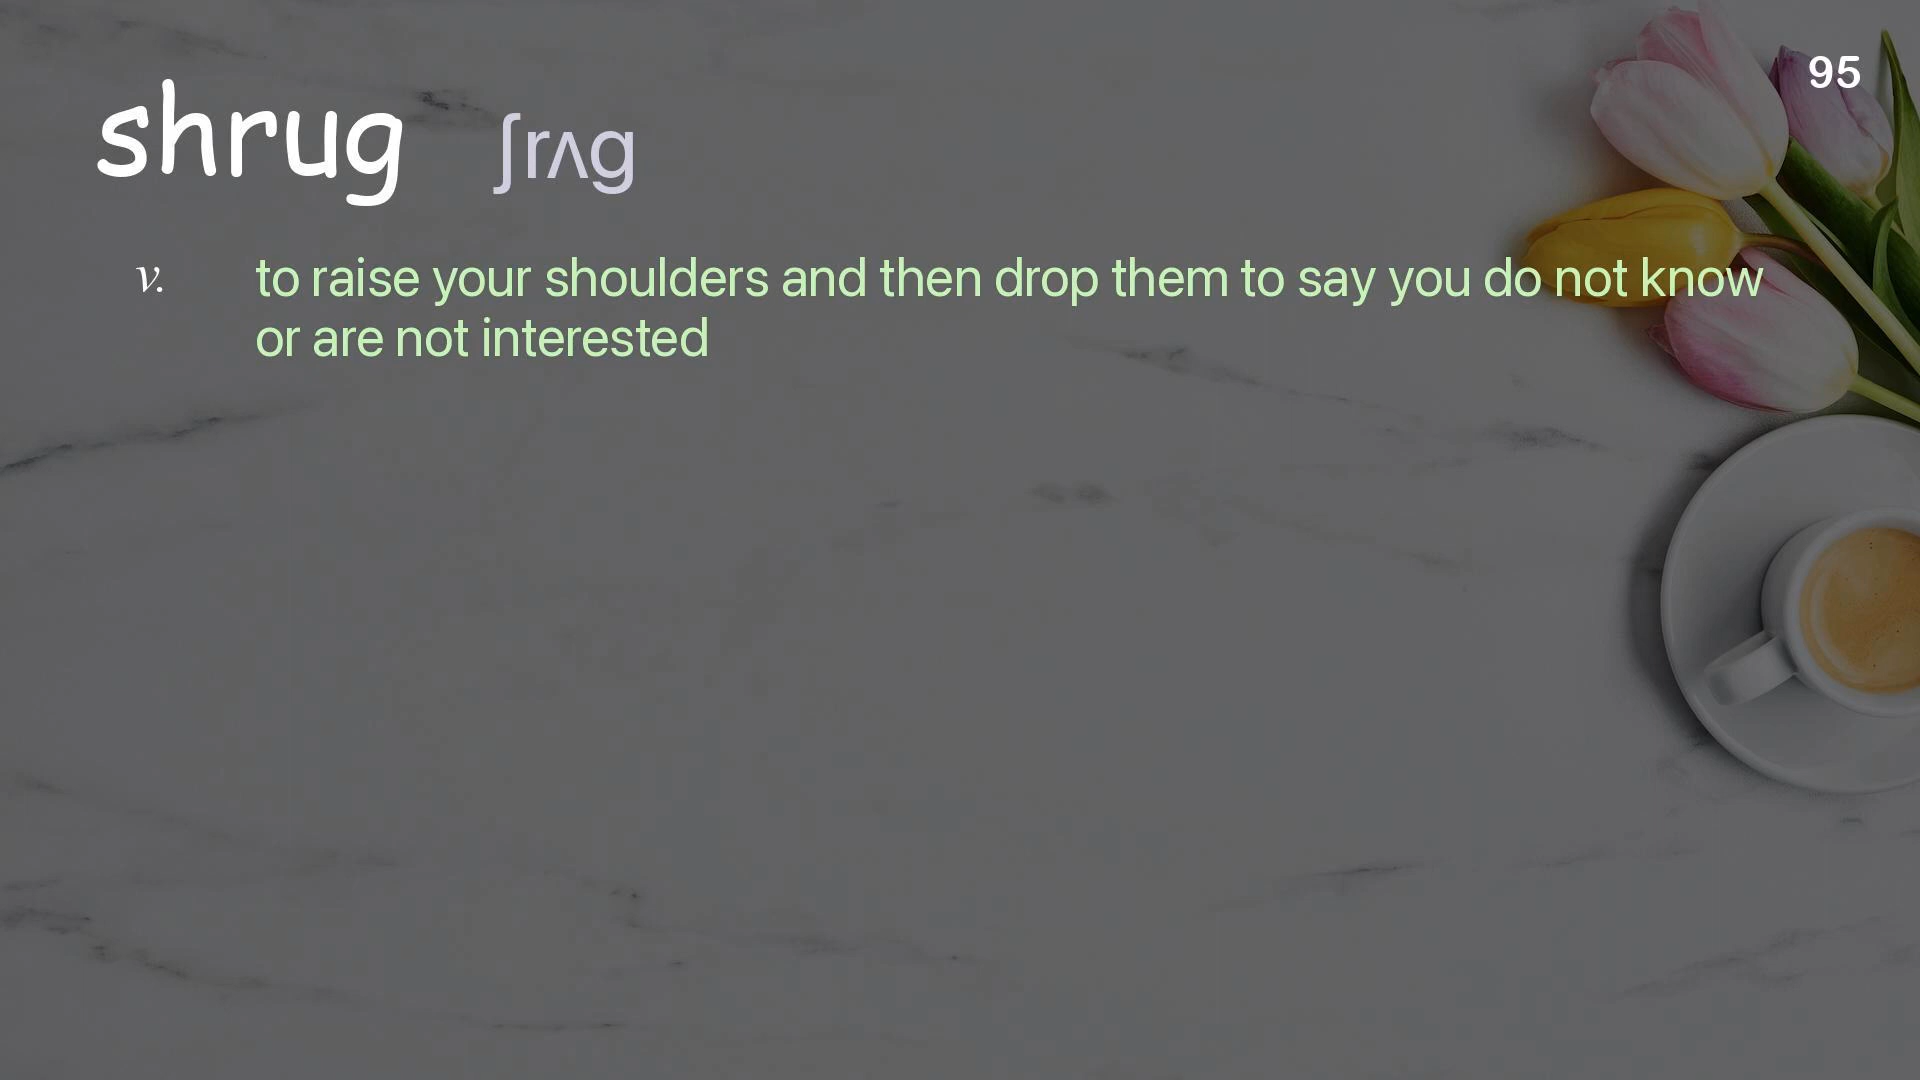 95
shrug ʃrʌg
v. to raise your shoulders and then drop them to say you do not know
or are not interested